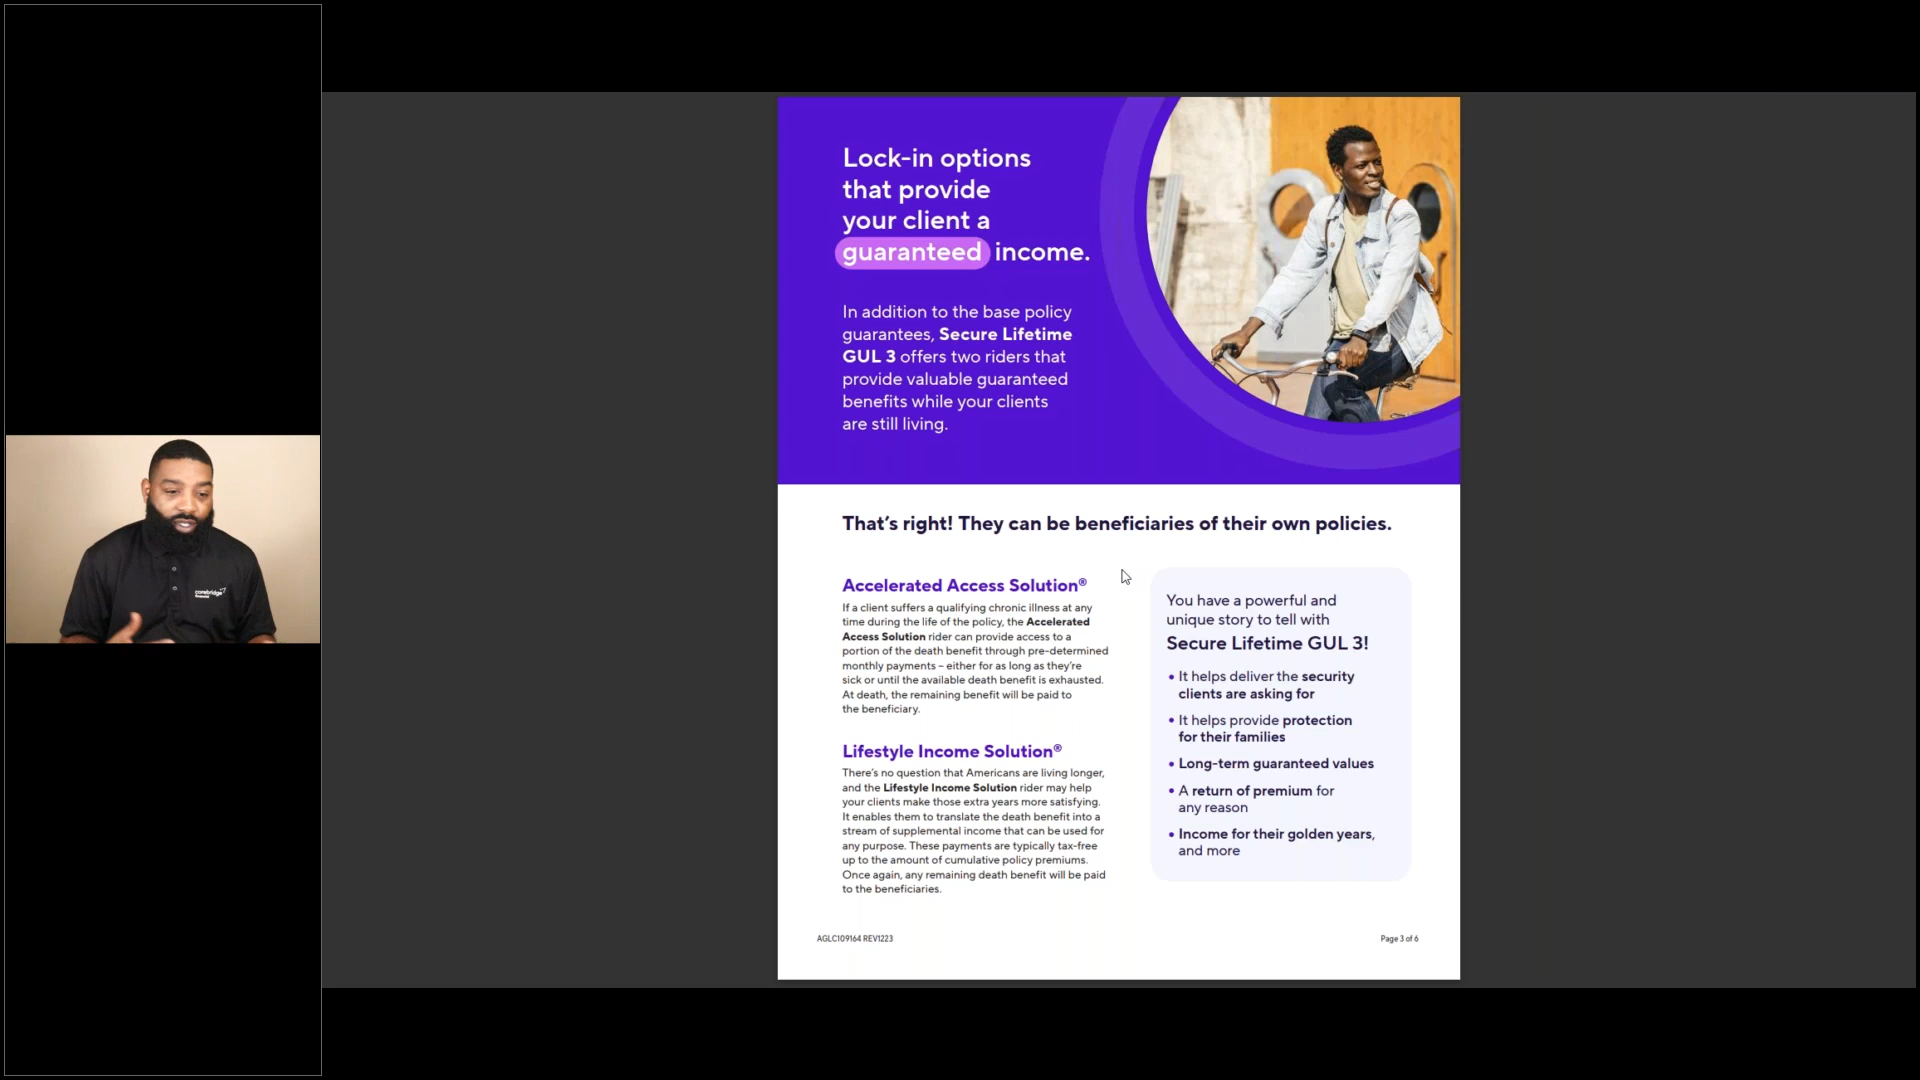 Lock-in options
that provide
your client a
guaranteed income.
In addition to the base policy
guarantees, Secure Lifetime
GUL 3 offers two riders that
provide valuable guaranteed
benefits while your clients
are still living.
That's right! They can be beneficiaries of their own policies.
Accelerated Access Solution®
If a client suffers a qualifying chronic illness at any
time during the life of the policy, the Accelerated
Access Solution rider can provide access to a
portion of the death benefit through pre-determined
monthly payments – either for as long as they're
sick or until the available death benefit is exhausted.
At death, the remaining benefit will be paid to
the beneficiary.
Lifestyle Income Solution®
There's no question that Americans are living longer,
and the Lifestyle Income Solution rider may help
your clients make those extra years more satisfying.
It enables them to translate the death benefit into a
stream of supplemental income that can be used for
any purpose. These payments are typically tax-free
up to the amount of cumulative policy premiums.
Once again, any remaining death benefit will be paid
to the beneficiaries.
You have a powerful and
unique story to tell with
Secure Lifetime GUL 3!
• It helps deliver the security
clients are asking for
• It helps provide protection
for their families
• Long-term guaranteed values
• A return of premium for
any reason
• Income for their golden years,
and more
AGLC109164 REV1223
Page 3 of 6
corebridge
financial